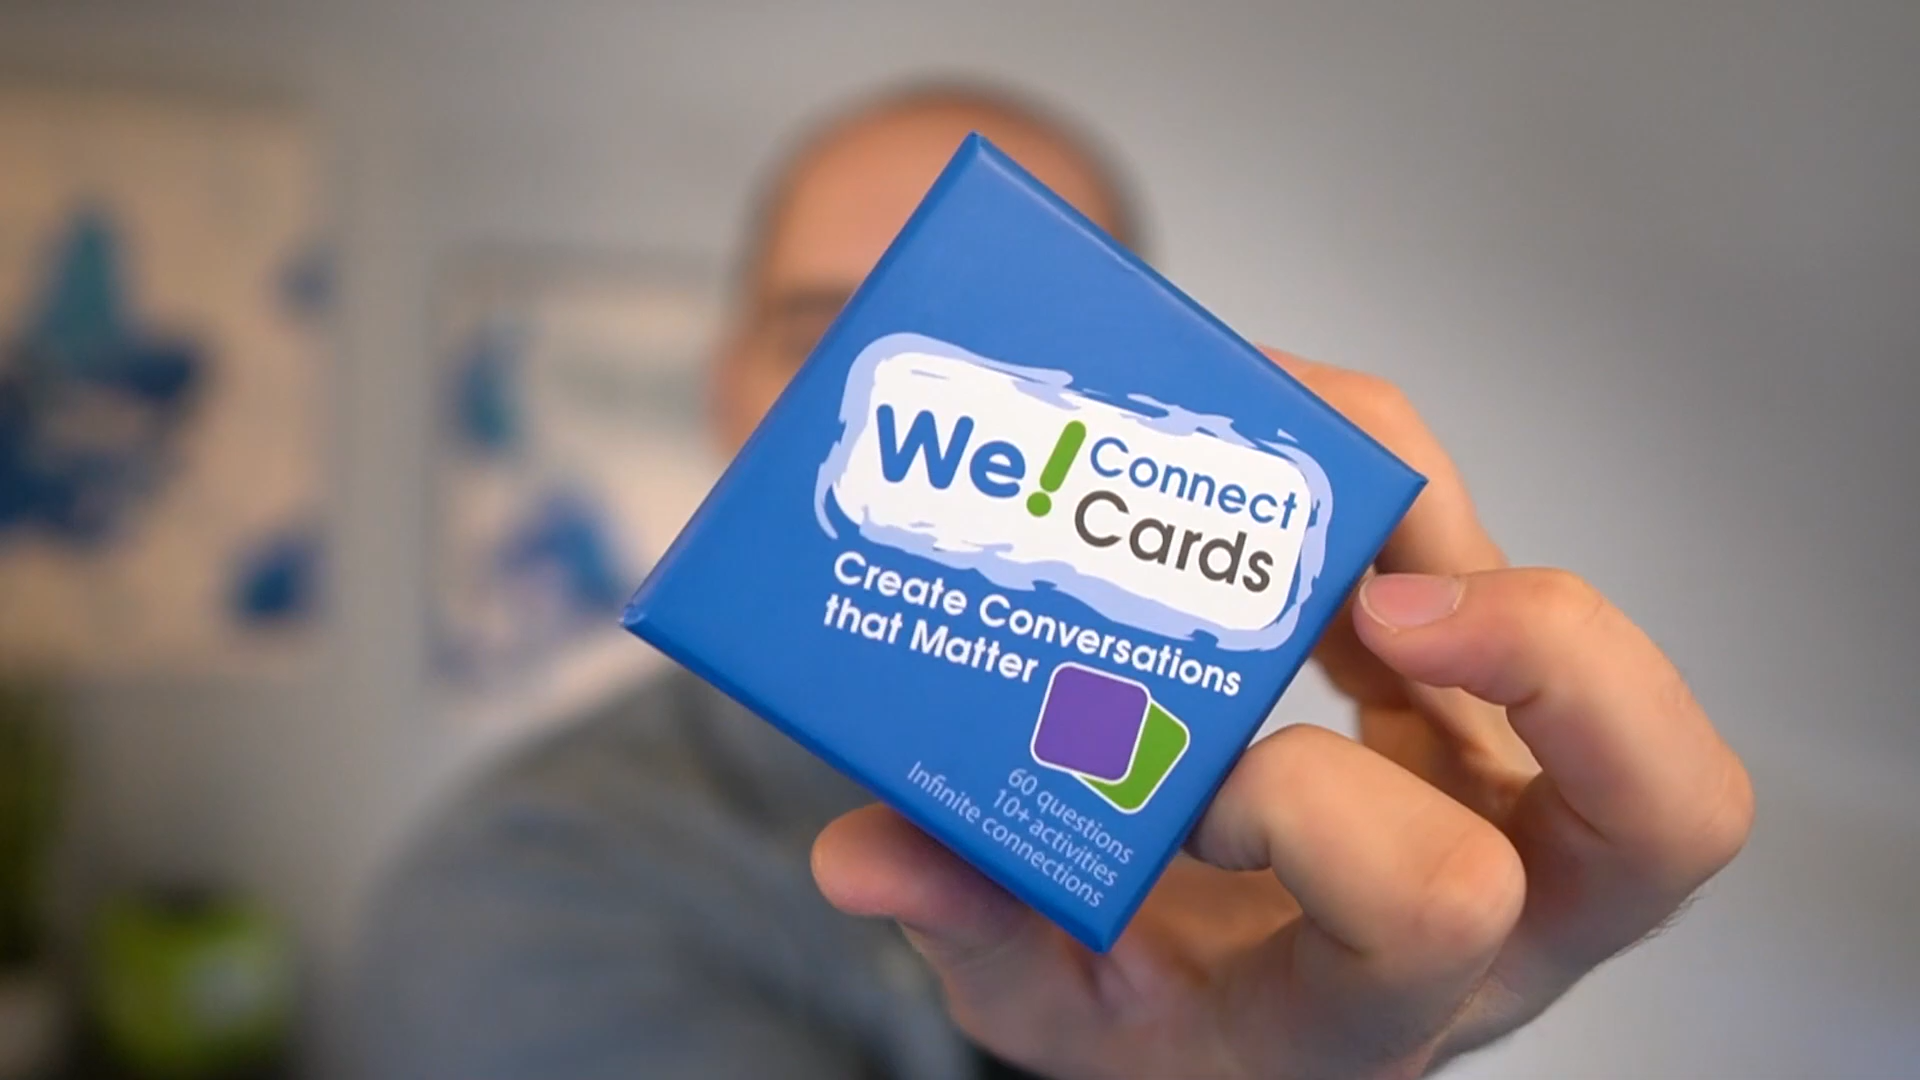 We! Connect
Cards
Create Conversations
that Matter
60 questions
10+ activities
Infinite connections